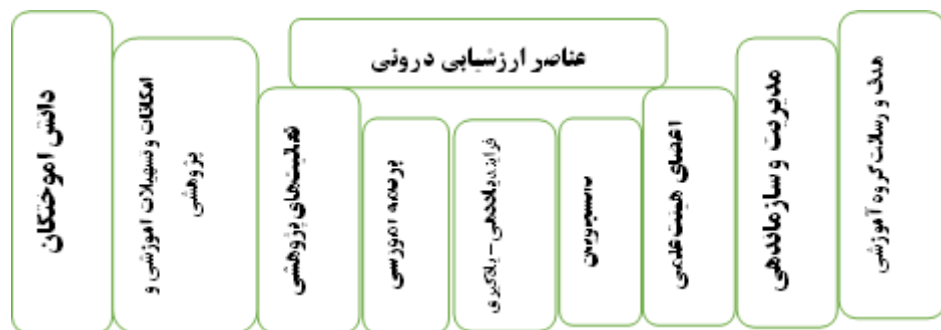 عناصر ارزشیابی درونی
هدف و رسالت گروه آموزشی
مدیریت و سازماندهی
اعضای هیئت علمی
دانشجویان
فرایند یاددهی – یادگیری
برنامه آموزشی
فعالیت‌های پژوهشی
امکانات و تسهیلات آموزشی و
پژوهشی
دانش آموختگان